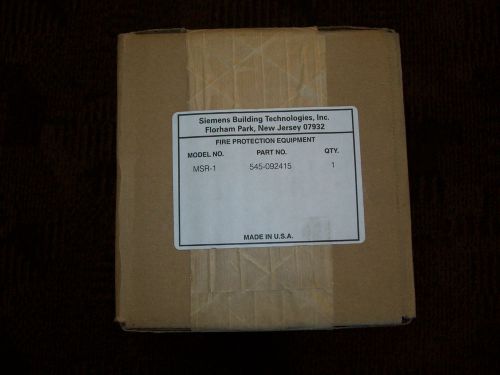 Siemens Building Technologies, Inc.
Florham Park, New Jersey 07932
FIRE PROTECTION EQUIPMENT
MODEL NO. PART NO. QTY.
MSR-1 545-092415 1
MADE IN U.S.A.